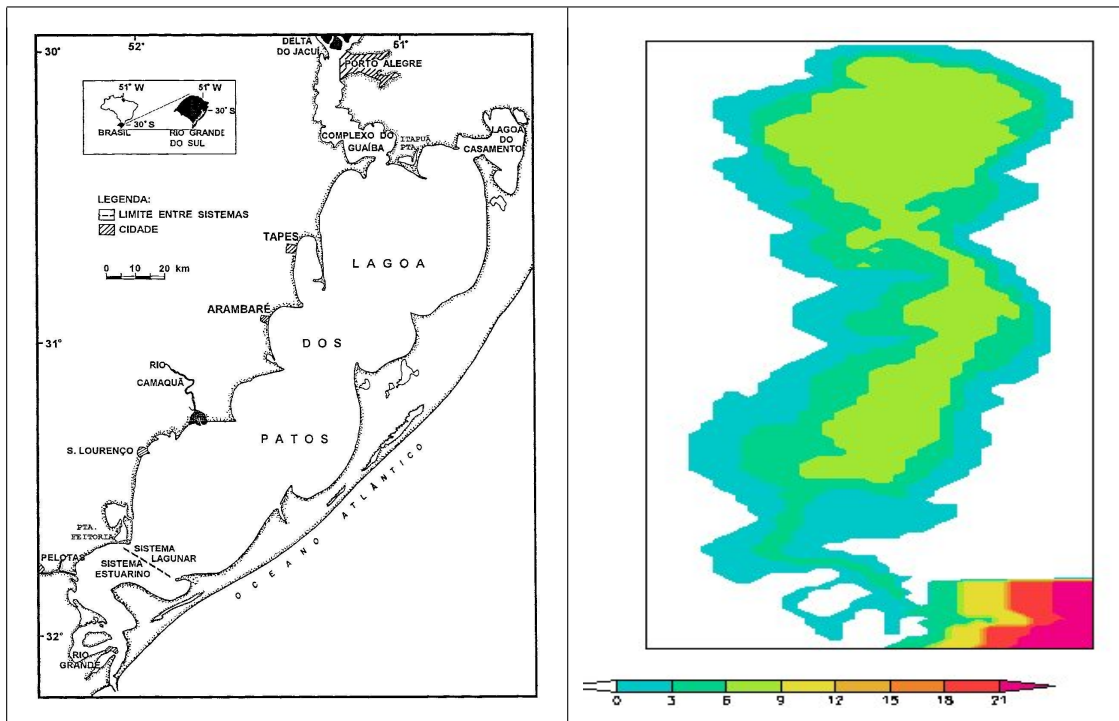 30°
52°
51°
DELTA
DO JACUÍ
PORTO ALEGRE
51° W
51° W
30° S
30° S
BRASIL
RIO GRANDE
DO SUL
COMPLEXO DO
GUAÍBA
ITAPUÃ
PTA.
LAGOA
DO
CASAMENTO
LEGENDA:
LIMITE ENTRE SISTEMAS
CIDADE
0 10 20 km
TAPES
LAGOA
ARAMBARÉ
DOS
31°
RIO
CAMAQUÃ
PATOS
S. LOURENÇO
OCEANO ATLÂNTICO
PTA.
FEITORIA
PELOTAS
SISTEMA
LAGUNAR
SISTEMA
ESTUARINO
32°
RIO
GRANDE
0 3 6 9 12 15 18 21